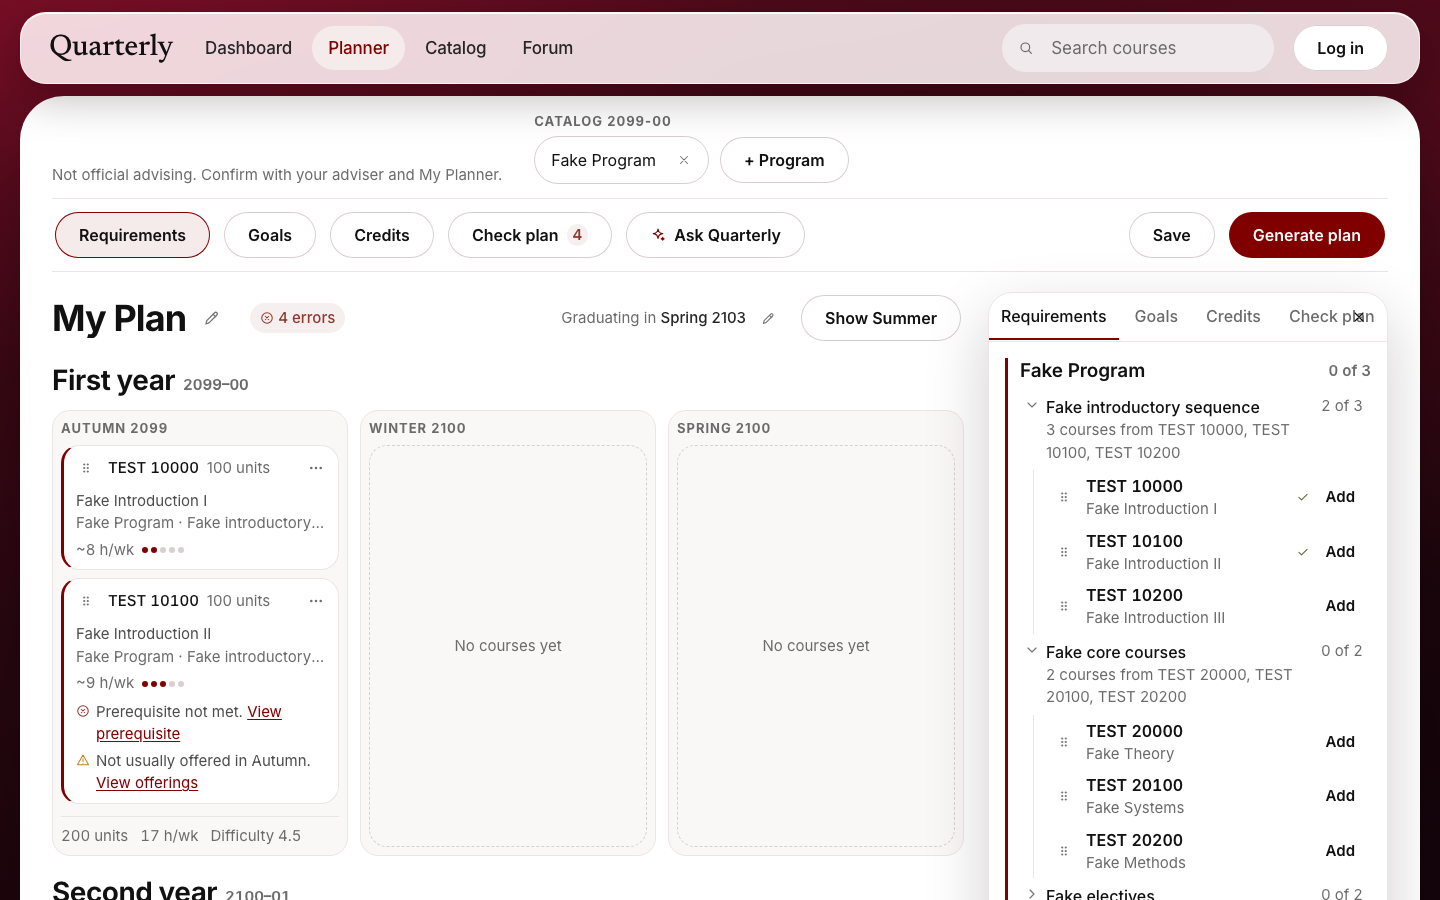 Quarterly
Dashboard
Planner
Catalog
Forum
Search courses
Log in
Not official advising. Confirm with your adviser and My Planner.
CATALOG 2099-00
Fake Program
+ Program
Requirements
Goals
Credits
Check plan 4
Ask Quarterly
Save
Generate plan
My Plan
4 errors
Graduating in Spring 2103
Show Summer
First year 2099–00
AUTUMN 2099
TEST 10000 100 units
Fake Introduction I
Fake Program · Fake introductory...
~8 h/wk
TEST 10100 100 units
Fake Introduction II
Fake Program · Fake introductory...
~9 h/wk
Prerequisite not met. View
prerequisite
Not usually offered in Autumn.
View offerings
200 units 17 h/wk Difficulty 4.5
WINTER 2100
No courses yet
SPRING 2100
No courses yet
Second year 2100–01
Requirements
Goals
Credits
Check plan
Fake Program 0 of 3
Fake introductory sequence 2 of 3
3 courses from TEST 10000, TEST
10100, TEST 10200
TEST 10000
Fake Introduction I
Add
TEST 10100
Fake Introduction II
Add
TEST 10200
Fake Introduction III
Add
Fake core courses 0 of 2
2 courses from TEST 20000, TEST
20100, TEST 20200
TEST 20000
Fake Theory
Add
TEST 20100
Fake Systems
Add
TEST 20200
Fake Methods
Add
Fake electives 0 of 2